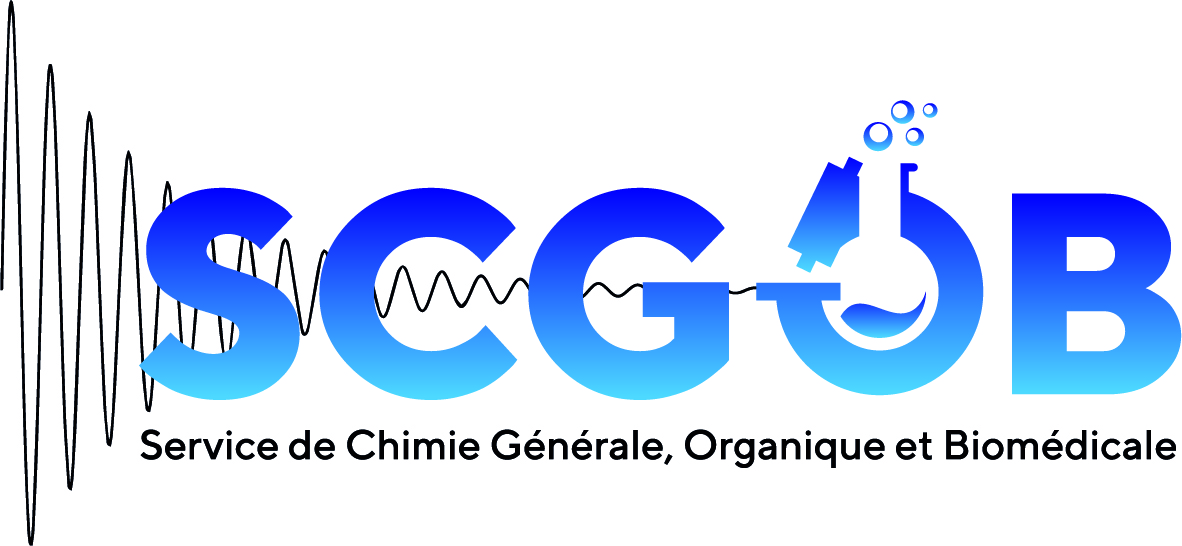 SCGOB
Service de Chimie Générale, Organique et Biomédicale